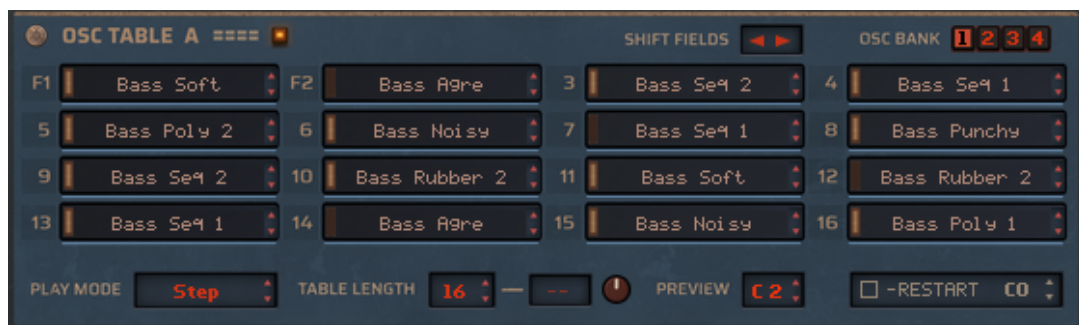 OSC TABLE A ==== SHIFT FIELDS OSC BANK 1 2 3 4
F1 Bass Soft F2 Bass Agre 3 Bass Seq 2 4 Bass Seq 1
5 Bass Poly 2 6 Bass Noisy 7 Bass Seq 1 8 Bass Punchy
9 Bass Seq 2 10 Bass Rubber 2 11 Bass Soft 12 Bass Rubber 2
13 Bass Seq 1 14 Bass Agre 15 Bass Noisy 16 Bass Poly 1
PLAY MODE Step TABLE LENGTH 16 — -- PREVIEW C 2 -RESTART C0